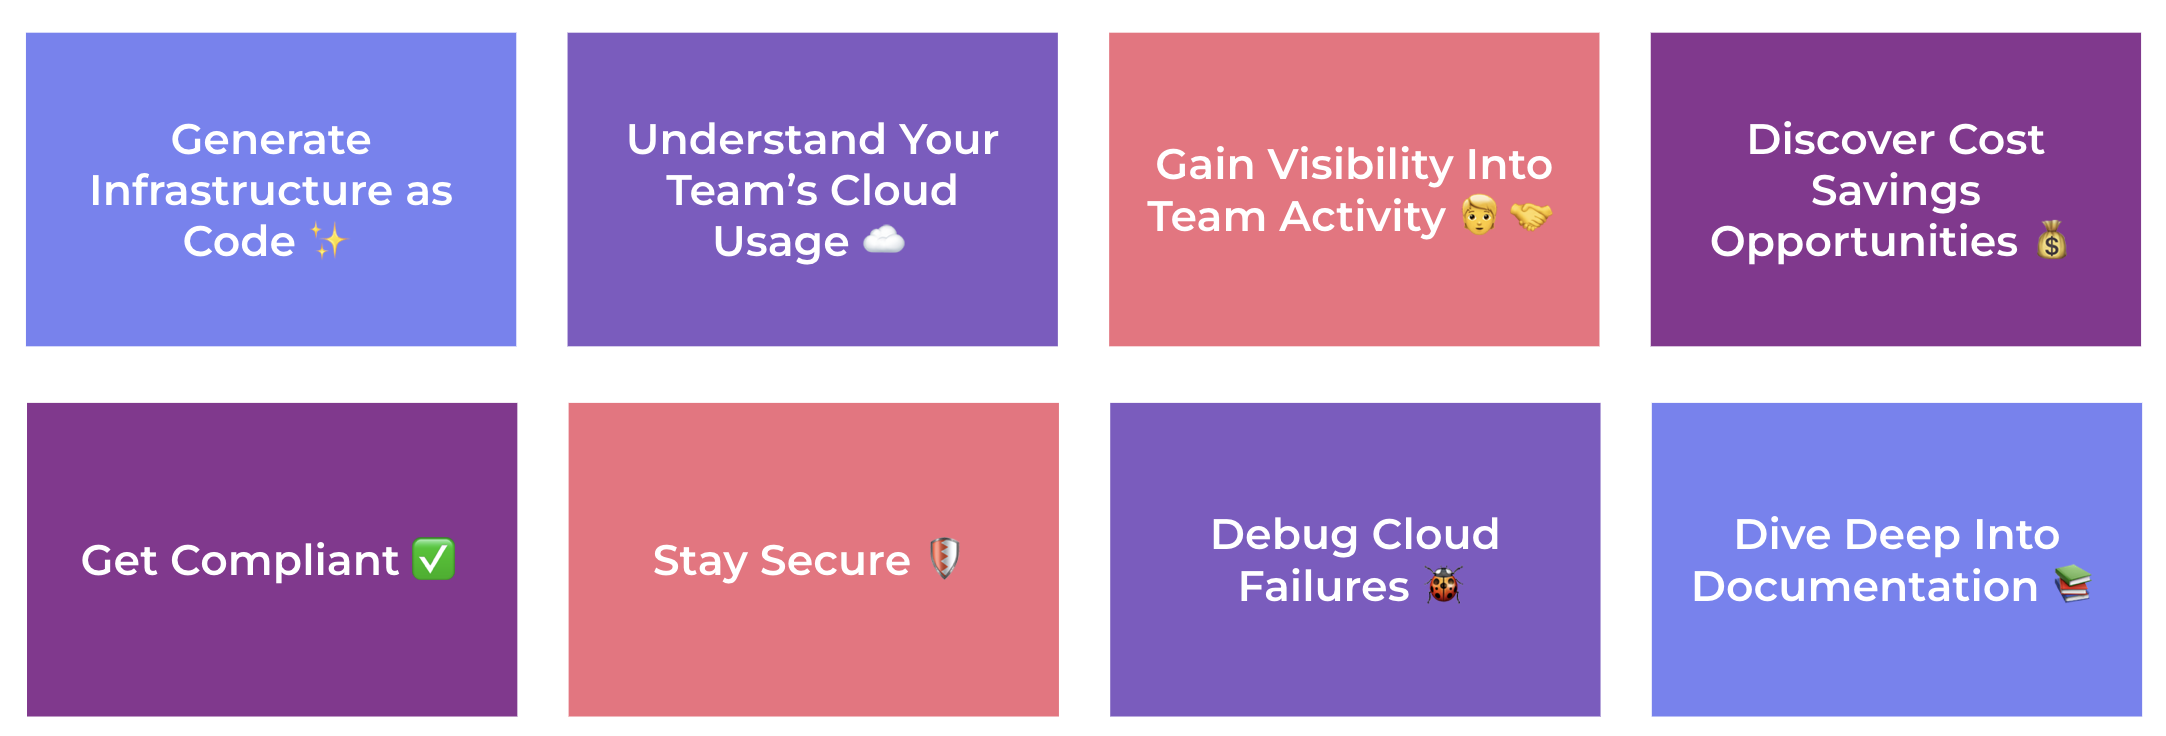 Generate
Infrastructure as
Code ✨
Understand Your
Team’s Cloud
Usage ☁️
Gain Visibility Into
Team Activity 🧑 🤝
Discover Cost
Savings
Opportunities 💰
Get Compliant ✅
Stay Secure 🛡️
Debug Cloud
Failures 🐞
Dive Deep Into
Documentation 📚